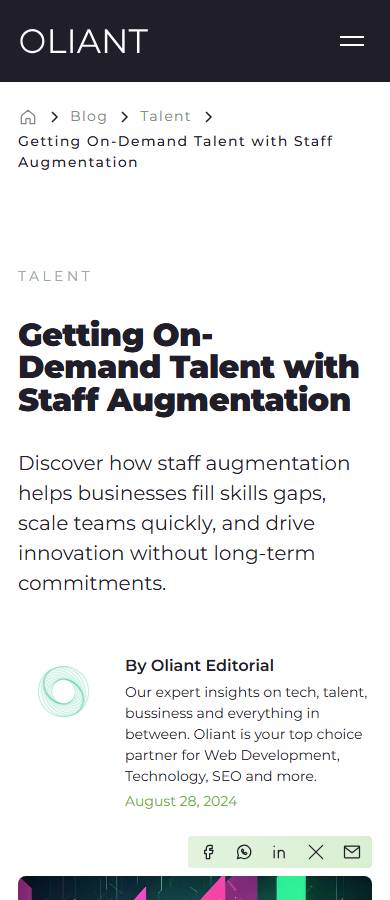 OLIANT
Blog Talent
Getting On-Demand Talent with Staff
Augmentation
TALENT
Getting On-
Demand Talent with
Staff Augmentation
Discover how staff augmentation
helps businesses fill skills gaps,
scale teams quickly, and drive
innovation without long-term
commitments.
By Oliant Editorial
Our expert insights on tech, talent,
bussiness and everything in
between. Oliant is your top choice
partner for Web Development,
Technology, SEO and more.
August 28, 2024